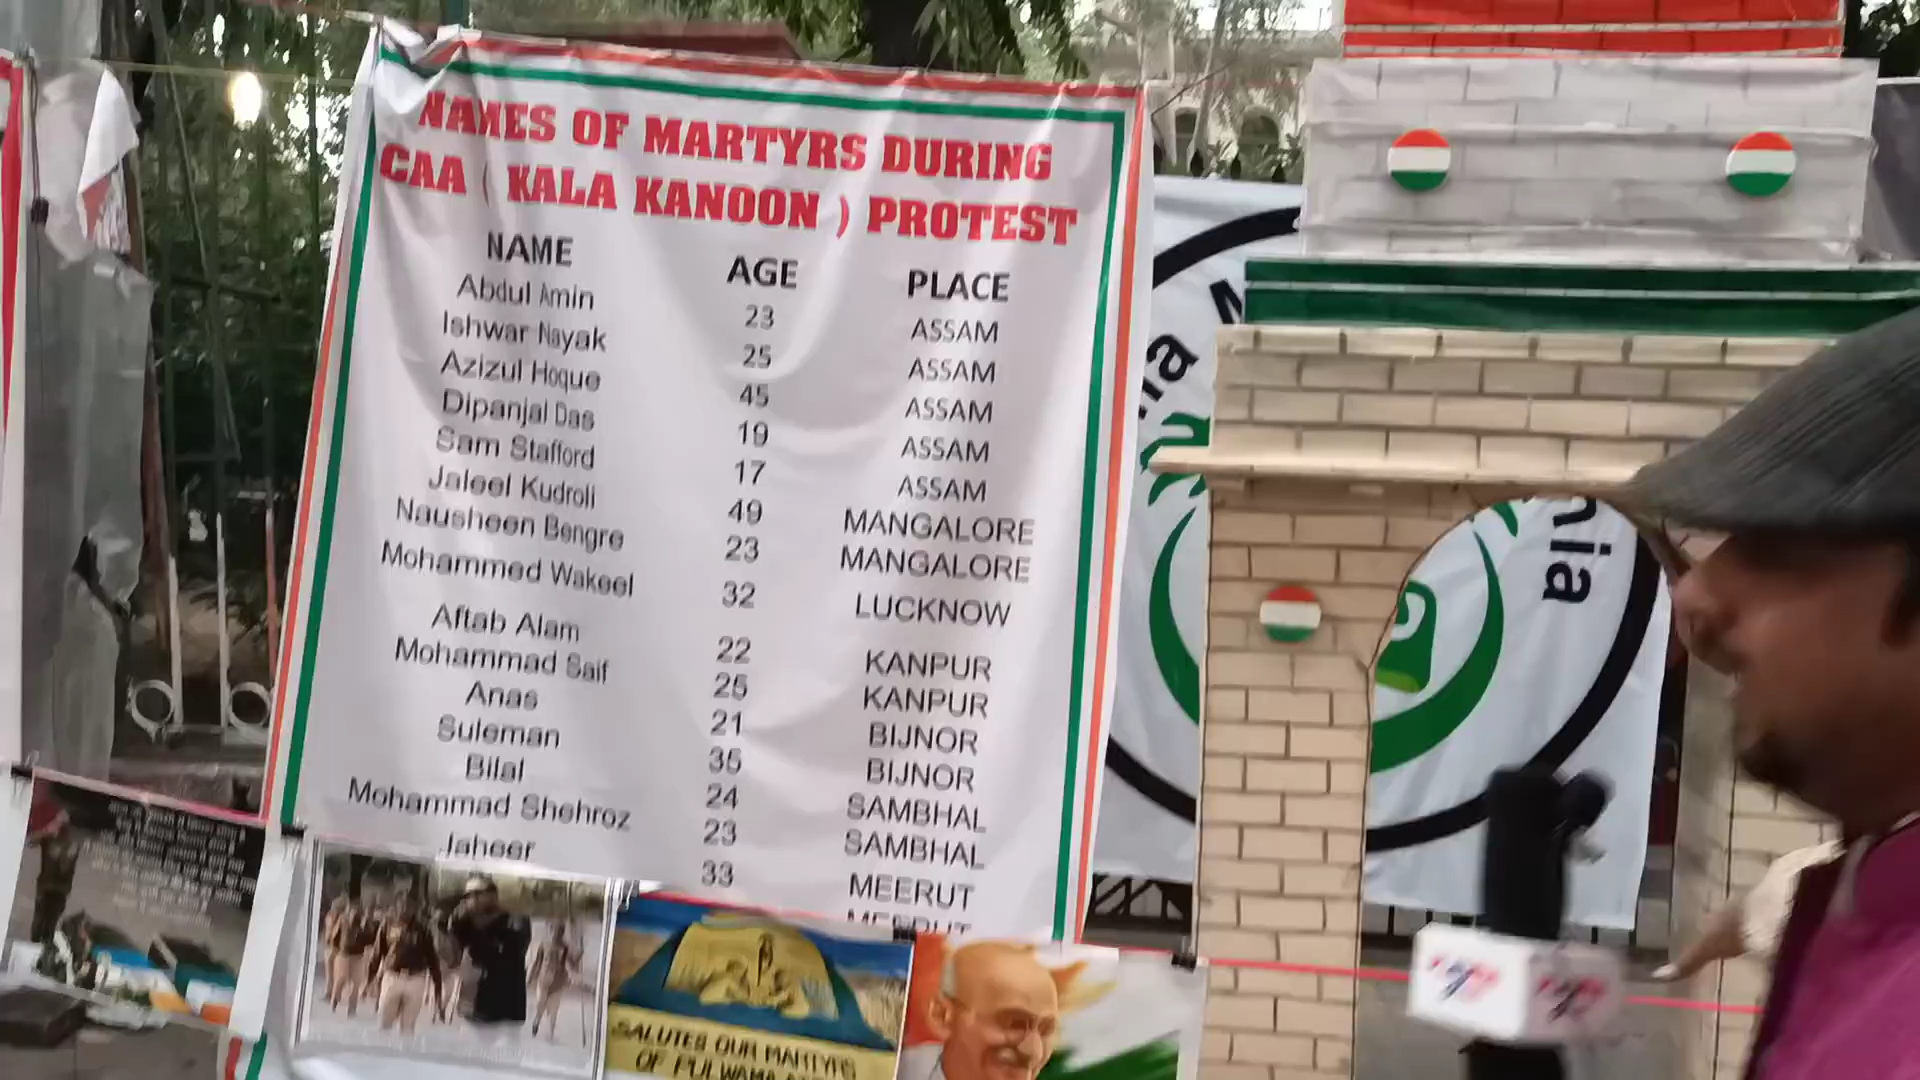 NAMES OF MARTYRS DURING
CAA ( KALA KANOON ) PROTEST
NAME AGE PLACE
Abdul Amin 23 ASSAM
Ishwar Nayak 25 ASSAM
Azizul Hoque 45 ASSAM
Dipanjal Das 19 ASSAM
Sam Stafford 17 ASSAM
Jaleel Kudroli 49 MANGALORE
Nausheen Bengre 23 MANGALORE
Mohammed Wakeel 32 LUCKNOW
Aftab Alam 22 KANPUR
Mohammad Saif 25 KANPUR
Anas 21 BIJNOR
Suleman 35 BIJNOR
Bilal 24 SAMBHAL
Mohammad Shehroz 23 SAMBHAL
Jaheer 33 MEERUT
MEERUT
SALUTES OUR MARTYRS
OF PULWAMA